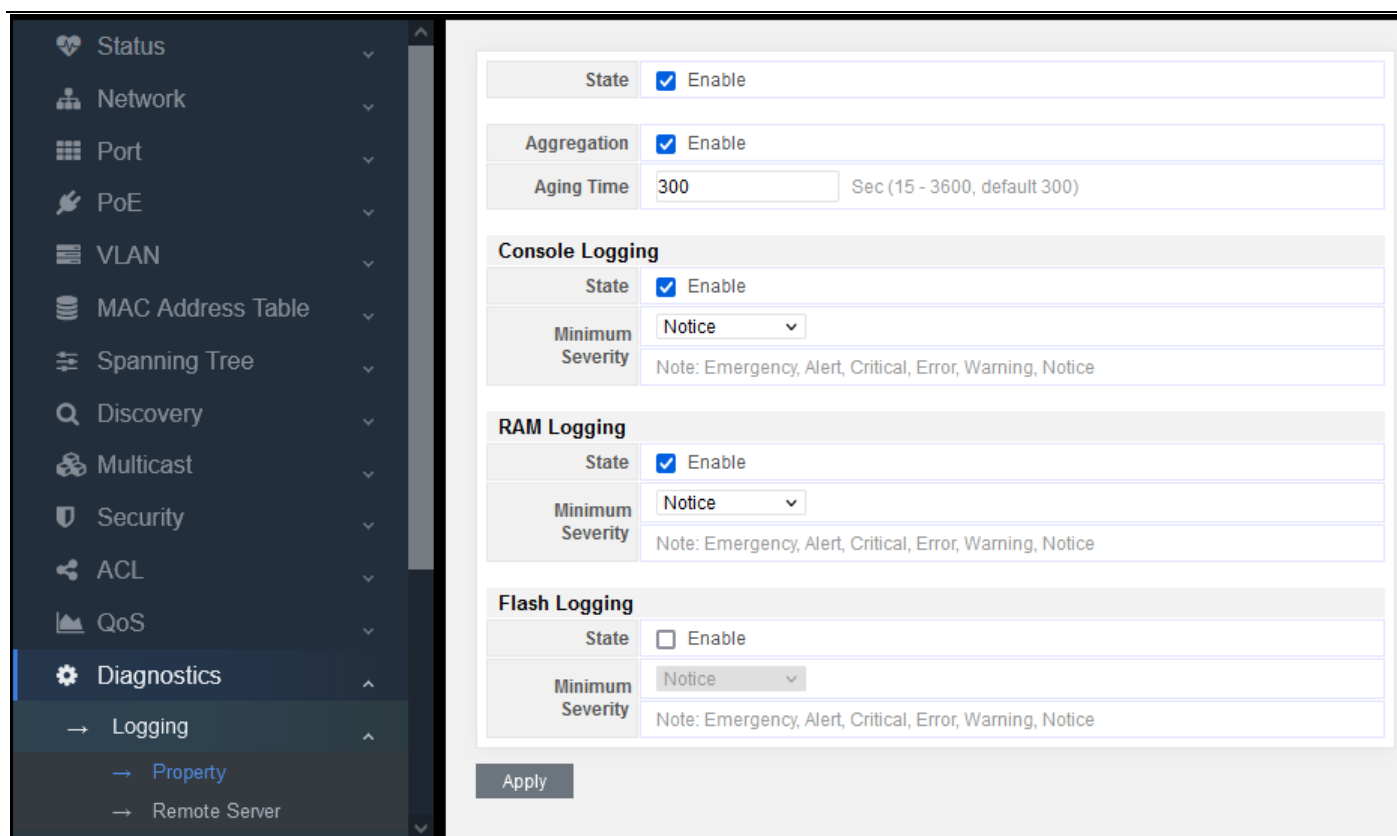 Status
Network
Port
PoE
VLAN
MAC Address Table
Spanning Tree
Discovery
Multicast
Security
ACL
QoS
Diagnostics
→ Logging
→ Property
→ Remote Server
State Enable
Aggregation Enable
Aging Time 300 Sec (15 - 3600, default 300)
Console Logging
State Enable
Minimum Severity Notice
Note: Emergency, Alert, Critical, Error, Warning, Notice
RAM Logging
State Enable
Minimum Severity Notice
Note: Emergency, Alert, Critical, Error, Warning, Notice
Flash Logging
State Enable
Minimum Severity Notice
Note: Emergency, Alert, Critical, Error, Warning, Notice
Apply